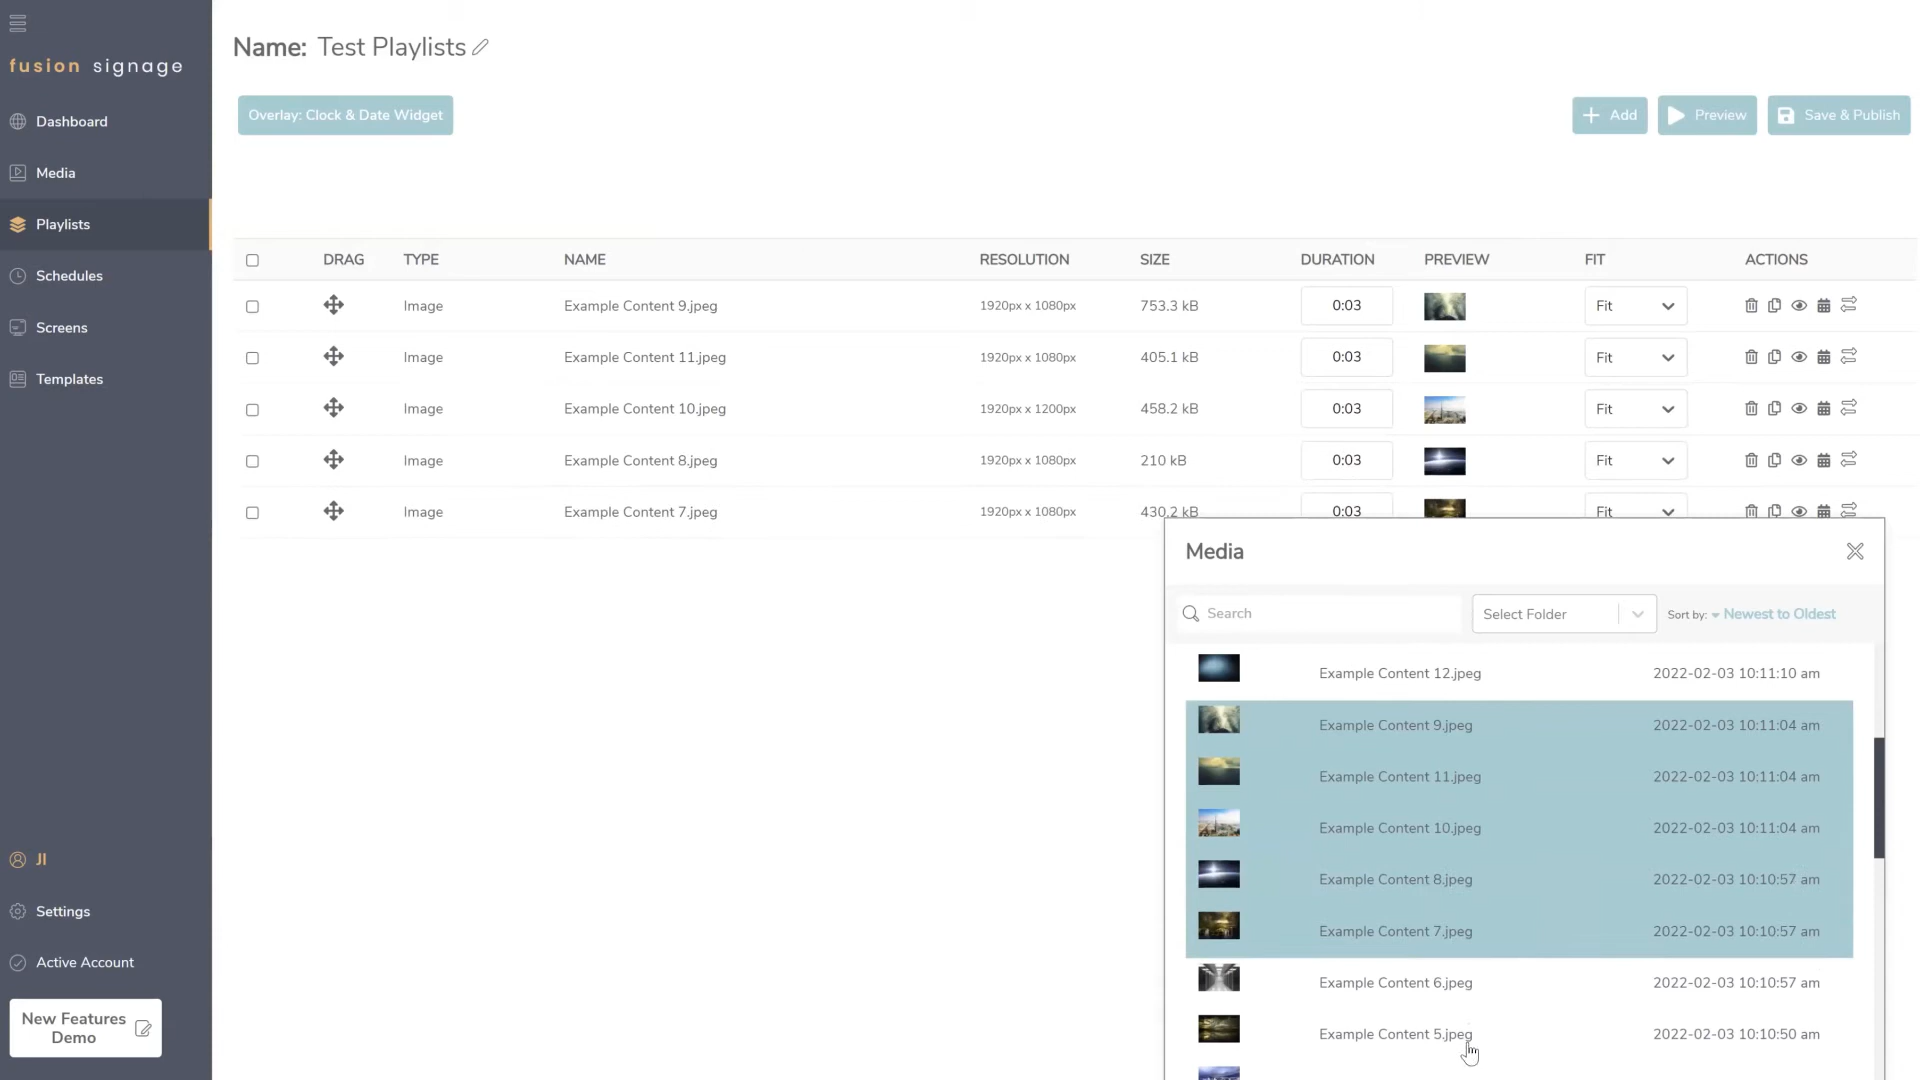 fusion signage
Dashboard
Media
Playlists
Schedules
Screens
Templates
JI
Settings
Active Account
New Features
Demo
Name: Test Playlists
Overlay: Clock & Date Widget
Add
Preview
Save & Publish
DRAG TYPE NAME RESOLUTION SIZE DURATION PREVIEW FIT ACTIONS
Image Example Content 9.jpeg 1920px x 1080px 753.3 kB 0:03 Fit
Image Example Content 11.jpeg 1920px x 1080px 405.1 kB 0:03 Fit
Image Example Content 10.jpeg 1920px x 1200px 458.2 kB 0:03 Fit
Image Example Content 8.jpeg 1920px x 1080px 210 kB 0:03 Fit
Image Example Content 7.jpeg 1920px x 1080px 430.2 kB 0:03 Fit
Media
Search
Select Folder
Sort by: Newest to Oldest
Example Content 12.jpeg 2022-02-03 10:11:10 am
Example Content 9.jpeg 2022-02-03 10:11:04 am
Example Content 11.jpeg 2022-02-03 10:11:04 am
Example Content 10.jpeg 2022-02-03 10:11:04 am
Example Content 8.jpeg 2022-02-03 10:10:57 am
Example Content 7.jpeg 2022-02-03 10:10:57 am
Example Content 6.jpeg 2022-02-03 10:10:57 am
Example Content 5.jpeg 2022-02-03 10:10:50 am